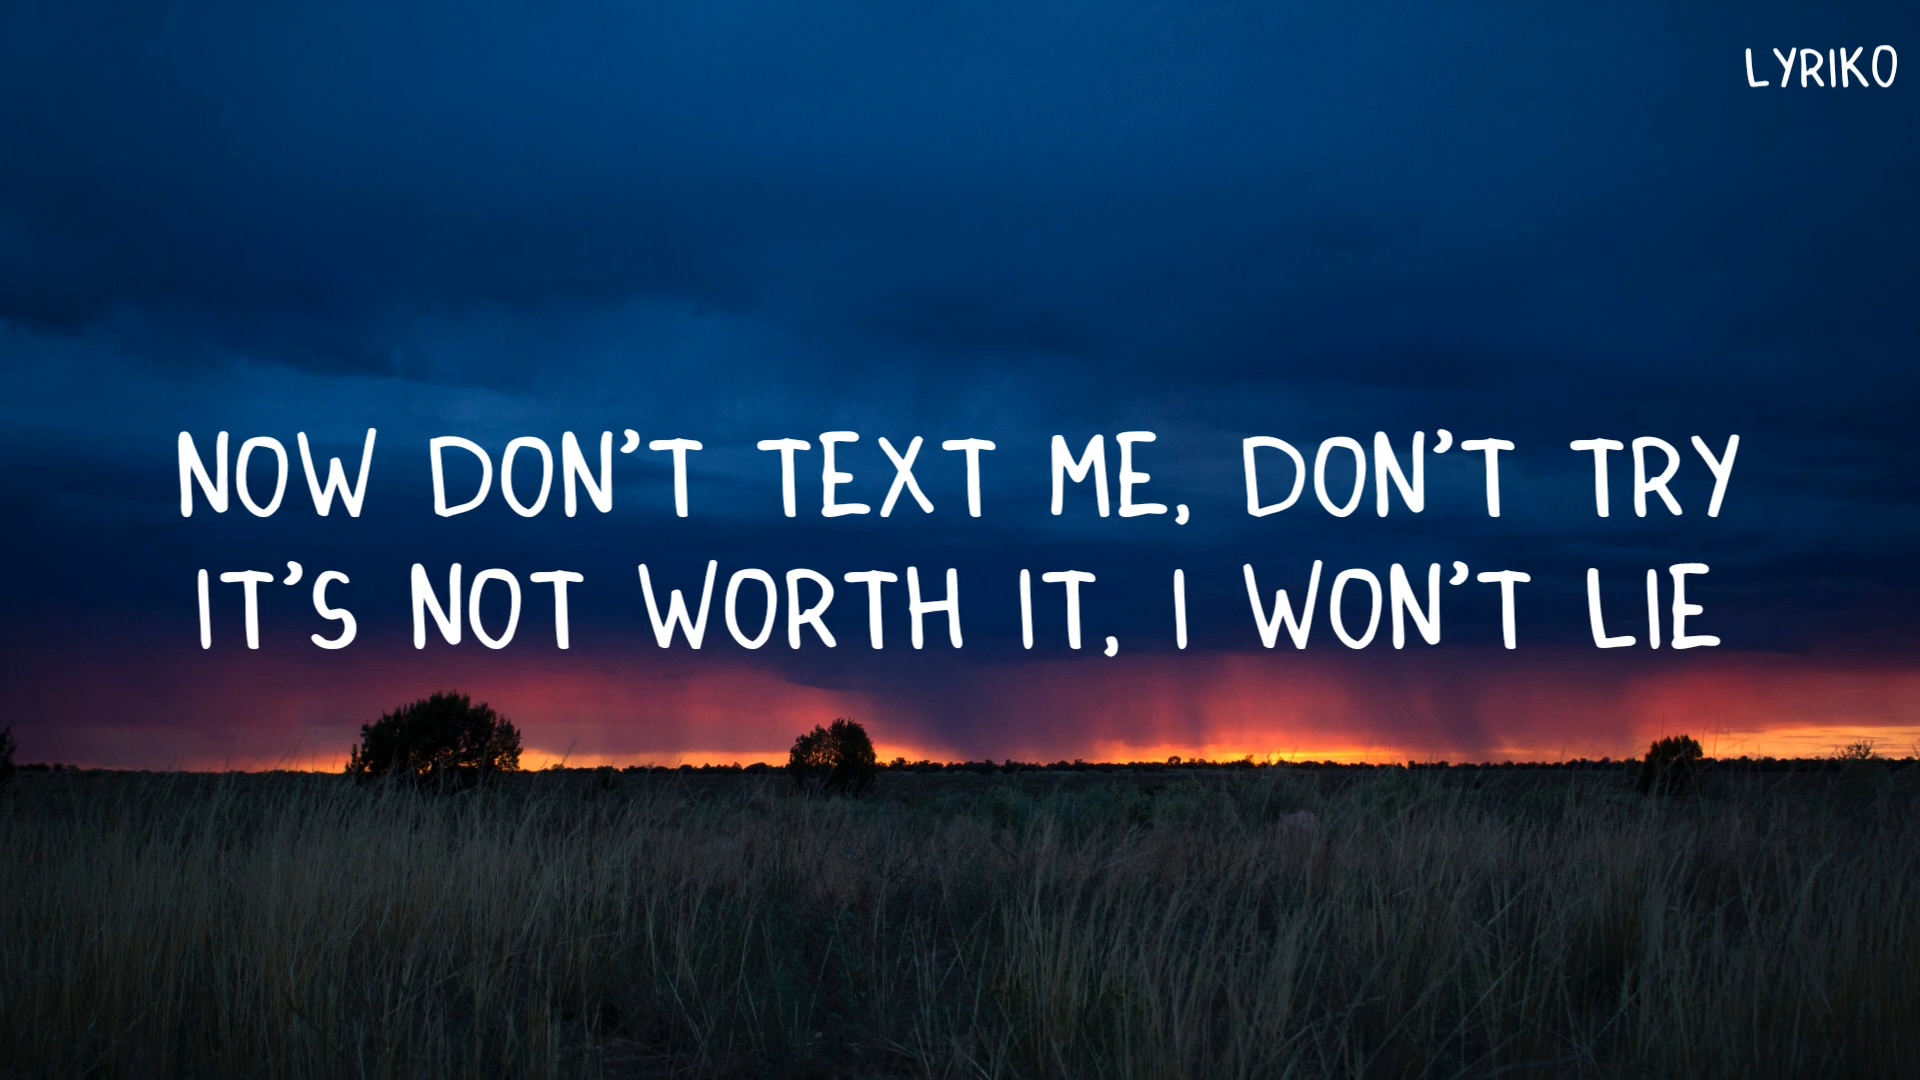 LYRIKO
NOW DON'T TEXT ME, DON'T TRY
IT'S NOT WORTH IT, I WON'T LIE